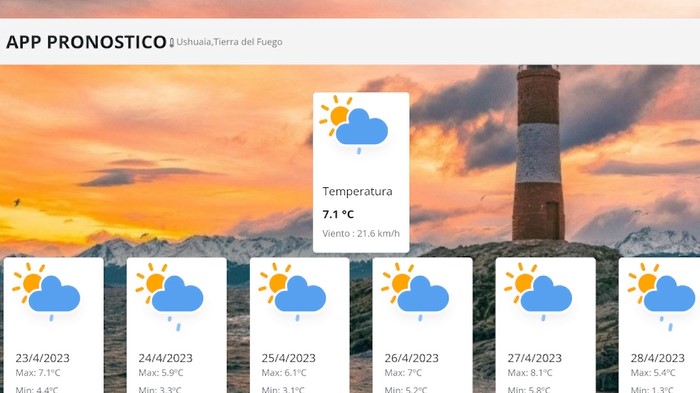 APP PRONOSTICO Ushuaia,Tierra del Fuego
Temperatura
7.1 °C
Viento : 21.6 km/h
23/4/2023
Max: 7.1°C
Min: 4.4°C
24/4/2023
Max: 5.9°C
Min: 3.3°C
25/4/2023
Max: 6.1°C
Min: 3.1°C
26/4/2023
Max: 7°C
Min: 5.2°C
27/4/2023
Max: 8.1°C
Min: 5.8°C
28/4/2023
Max: 5.4°C
Min: 1.3°C